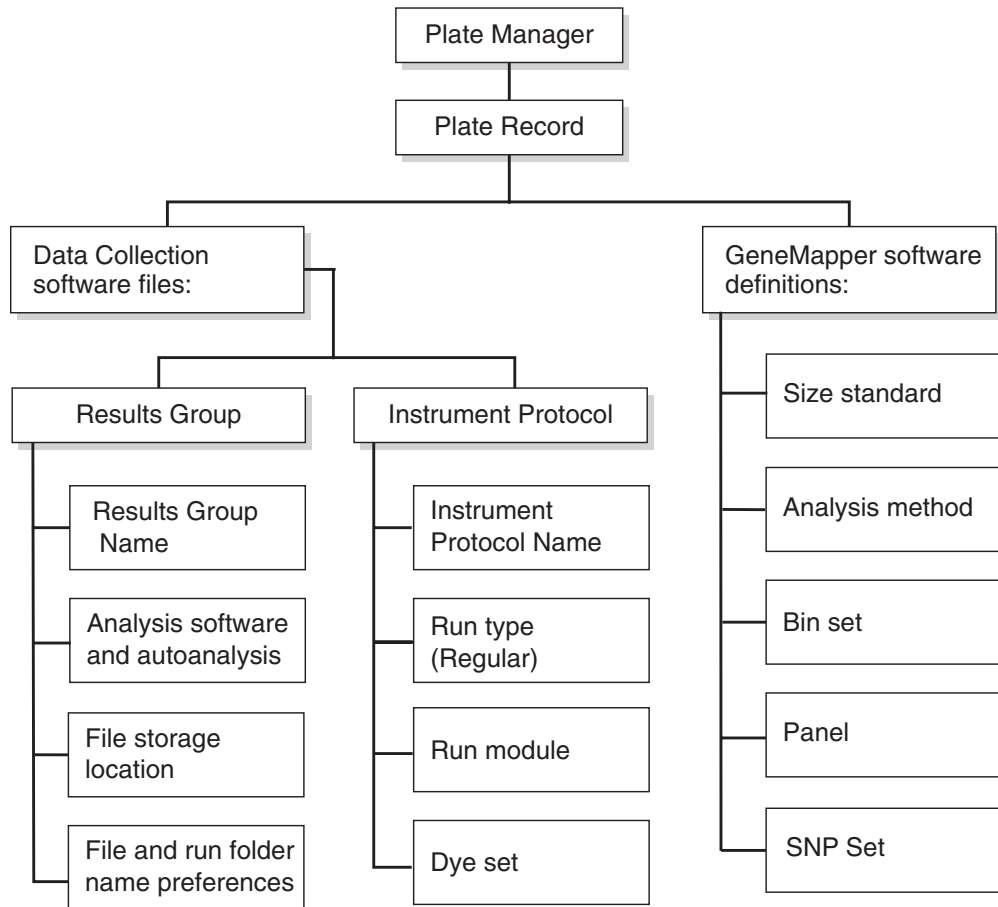 Plate Manager
Plate Record
Data Collection
software files:
GeneMapper software
definitions:
Results Group
Instrument Protocol
Results Group
Name
Analysis software
and autoanalysis
File storage
location
File and run folder
name preferences
Instrument
Protocol Name
Run type
(Regular)
Run module
Dye set
Size standard
Analysis method
Bin set
Panel
SNP Set